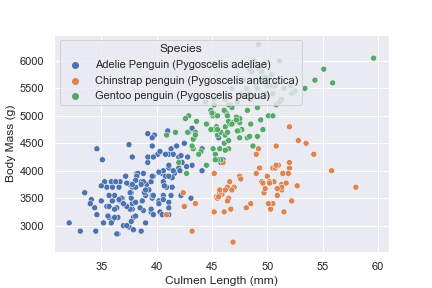 Species
Adelie Penguin (Pygoscelis adeliae)
Chinstrap penguin (Pygoscelis antarctica)
Gentoo penguin (Pygoscelis papua)
6000
5500
5000
4500
4000
3500
3000
Body Mass (g)
35
40
45
50
55
60
Culmen Length (mm)